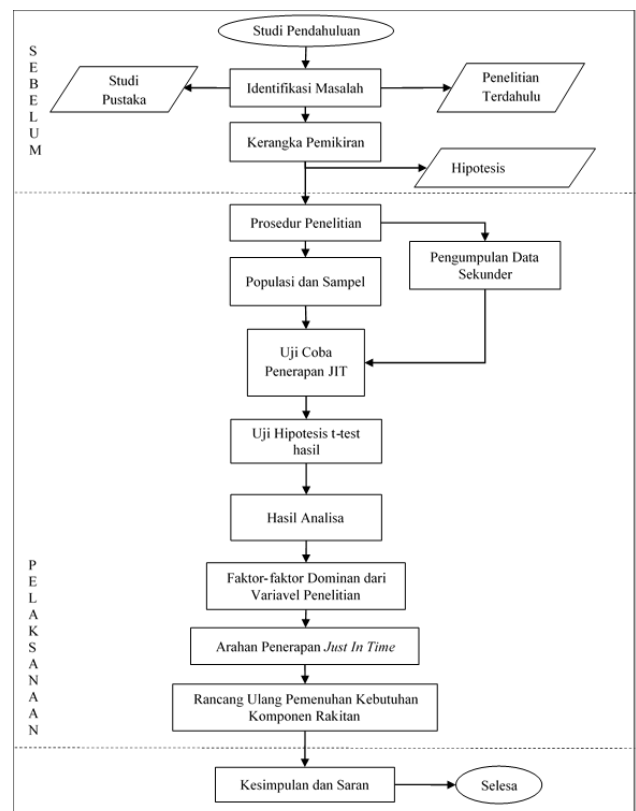 Studi Pendahuluan
S
E
B
E
L
U
M
Studi
Pustaka
Identifikasi Masalah
Penelitian
Terdahulu
Kerangka Pemikiran
Hipotesis
Prosedur Penelitian
Pengumpulan Data
Sekunder
Populasi dan Sampel
Uji Coba
Penerapan JIT
Uji Hipotesis t-test
hasil
Hasil Analisa
P
E
L
A
K
S
A
N
A
A
N
Faktor-faktor Dominan dari
Variavel Penelitian
Arahan Penerapan Just In Time
Rancang Ulang Pemenuhan Kebutuhan
Komponen Rakitan
Kesimpulan dan Saran
Selesa